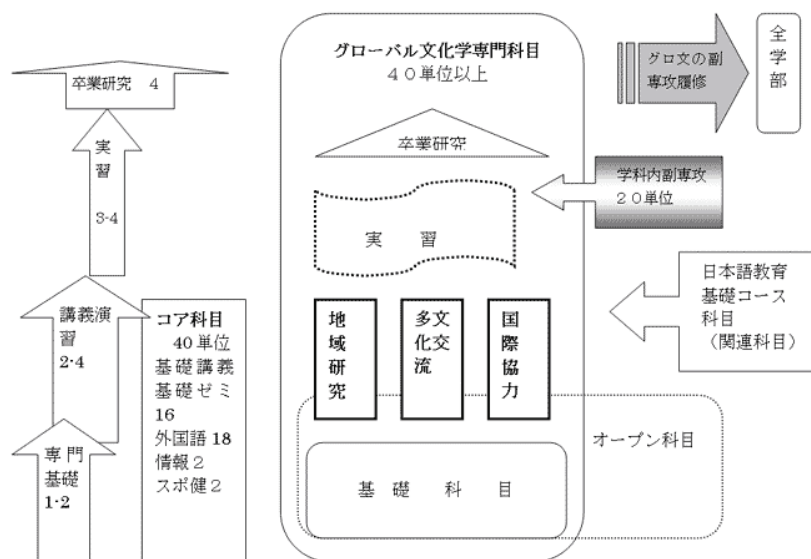 卒業研究 4
実
習
3-4
講義演
習
2-4
専門
基礎
1-2
コア科目
40単位
基礎講義
基礎ゼミ
16
外国語 18
情報２
スポ健２
グローバル文化学専門科目
４０単位以上
卒業研究
実 習
地域研究
多文化交流
国際協力
基 礎 科 目
オープン科目
グロ文の副
専攻履修
全学部
学科内副専攻
２０単位
日本語教育
基礎コース
科目
（関連科目）